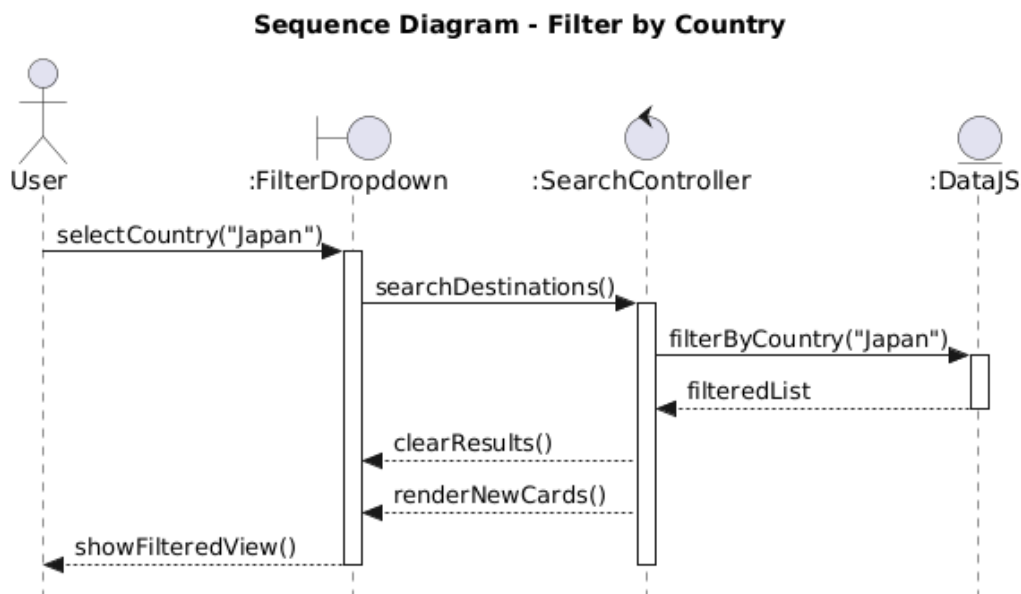 Sequence Diagram - Filter by Country
User
:FilterDropdown
:SearchController
:DataJS
selectCountry("Japan")
searchDestinations()
filterByCountry("Japan")
filteredList
clearResults()
renderNewCards()
showFilteredView()